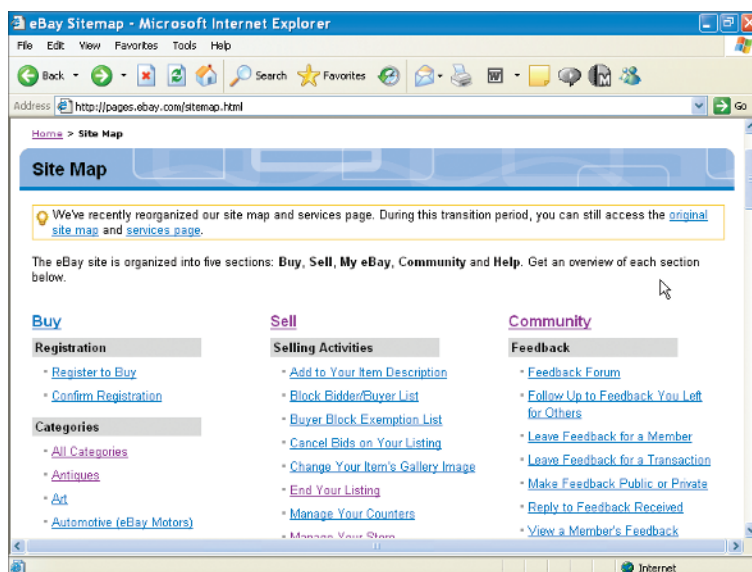 eBay Sitemap - Microsoft Internet Explorer
File Edit View Favorites Tools Help
Back Search Favorites
Address http://pages.ebay.com/sitemap.html Go
Home > Site Map
Site Map
We've recently reorganized our site map and services page. During this transition period, you can still access the original
site map and services page.
The eBay site is organized into five sections: Buy, Sell, My eBay, Community and Help. Get an overview of each section
below.
Buy
Registration
Register to Buy
Confirm Registration
Categories
All Categories
Antiques
Art
Automotive (eBay Motors)
Sell
Selling Activities
Add to Your Item Description
Block Bidder/Buyer List
Buyer Block Exemption List
Cancel Bids on Your Listing
Change Your Item's Gallery Image
End Your Listing
Manage Your Counters
Manage Your Store
Community
Feedback
Feedback Forum
Follow Up to Feedback You Left
for Others
Leave Feedback for a Member
Leave Feedback for a Transaction
Make Feedback Public or Private
Reply to Feedback Received
View a Member's Feedback
Internet